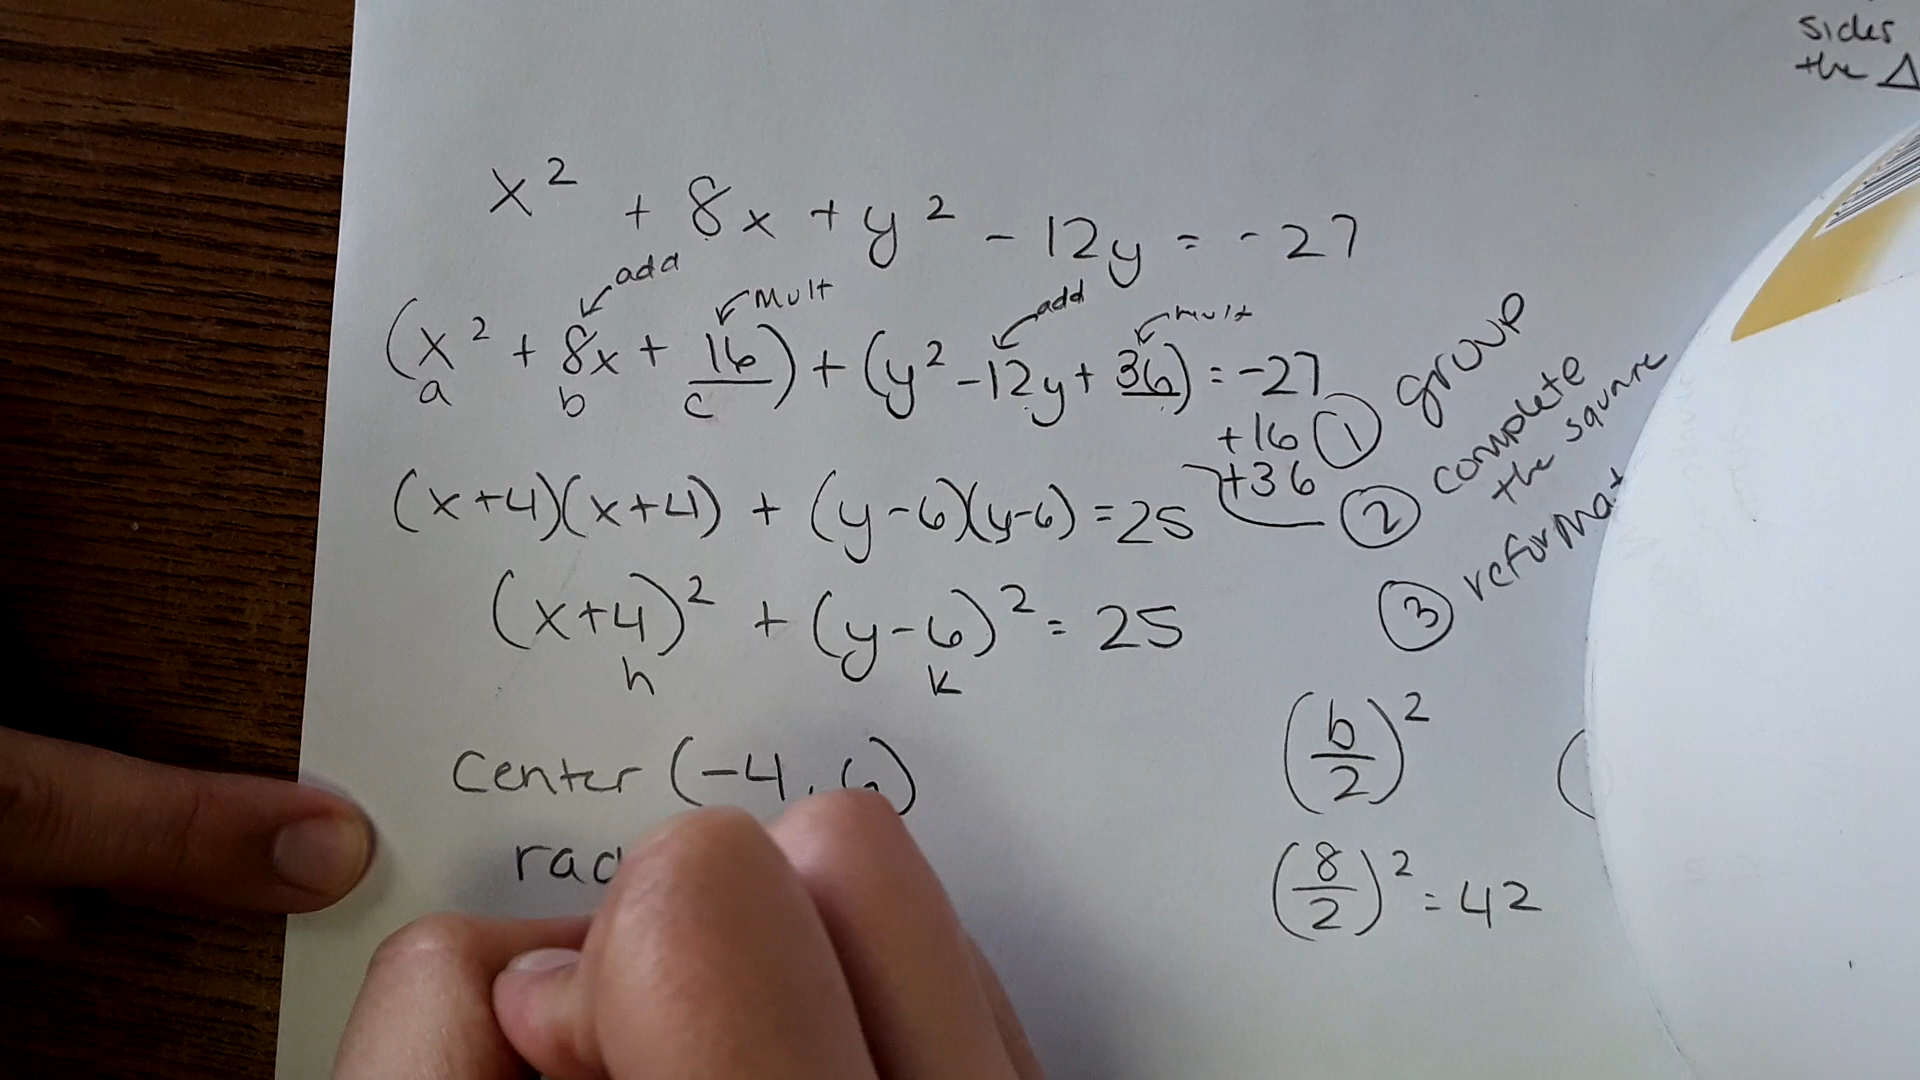 sides
the △
x² + 8x + y² - 12y = -27
add mult add mult
(x² + 8x + 16) + (y² - 12y + 36) = -27
a b c
+16
+36
① group
② complete
the square
③ reformat
(x+4)(x+4) + (y-6)(y-6) = 25
(x+4)² + (y-6)² = 25
h k
center (-4, 6)
(b/2)²
(8/2)² = 42